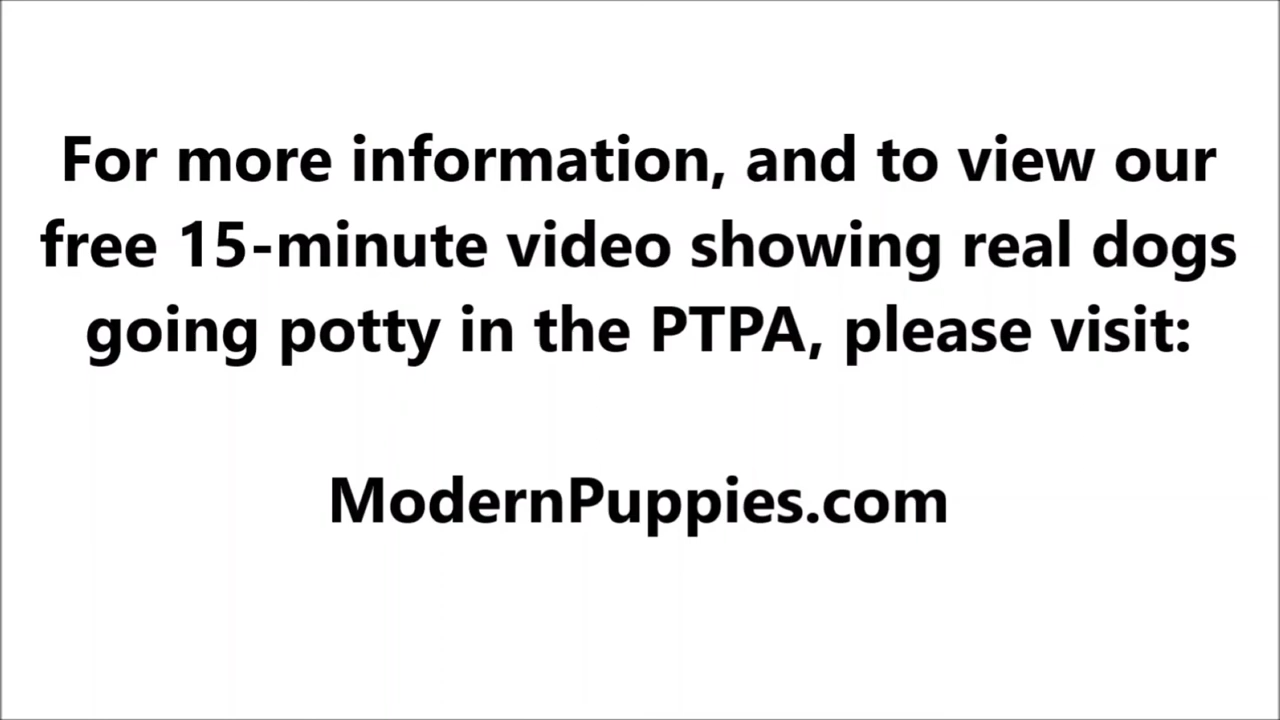 For more information, and to view our
free 15-minute video showing real dogs
going potty in the PTPA, please visit:
ModernPuppies.com